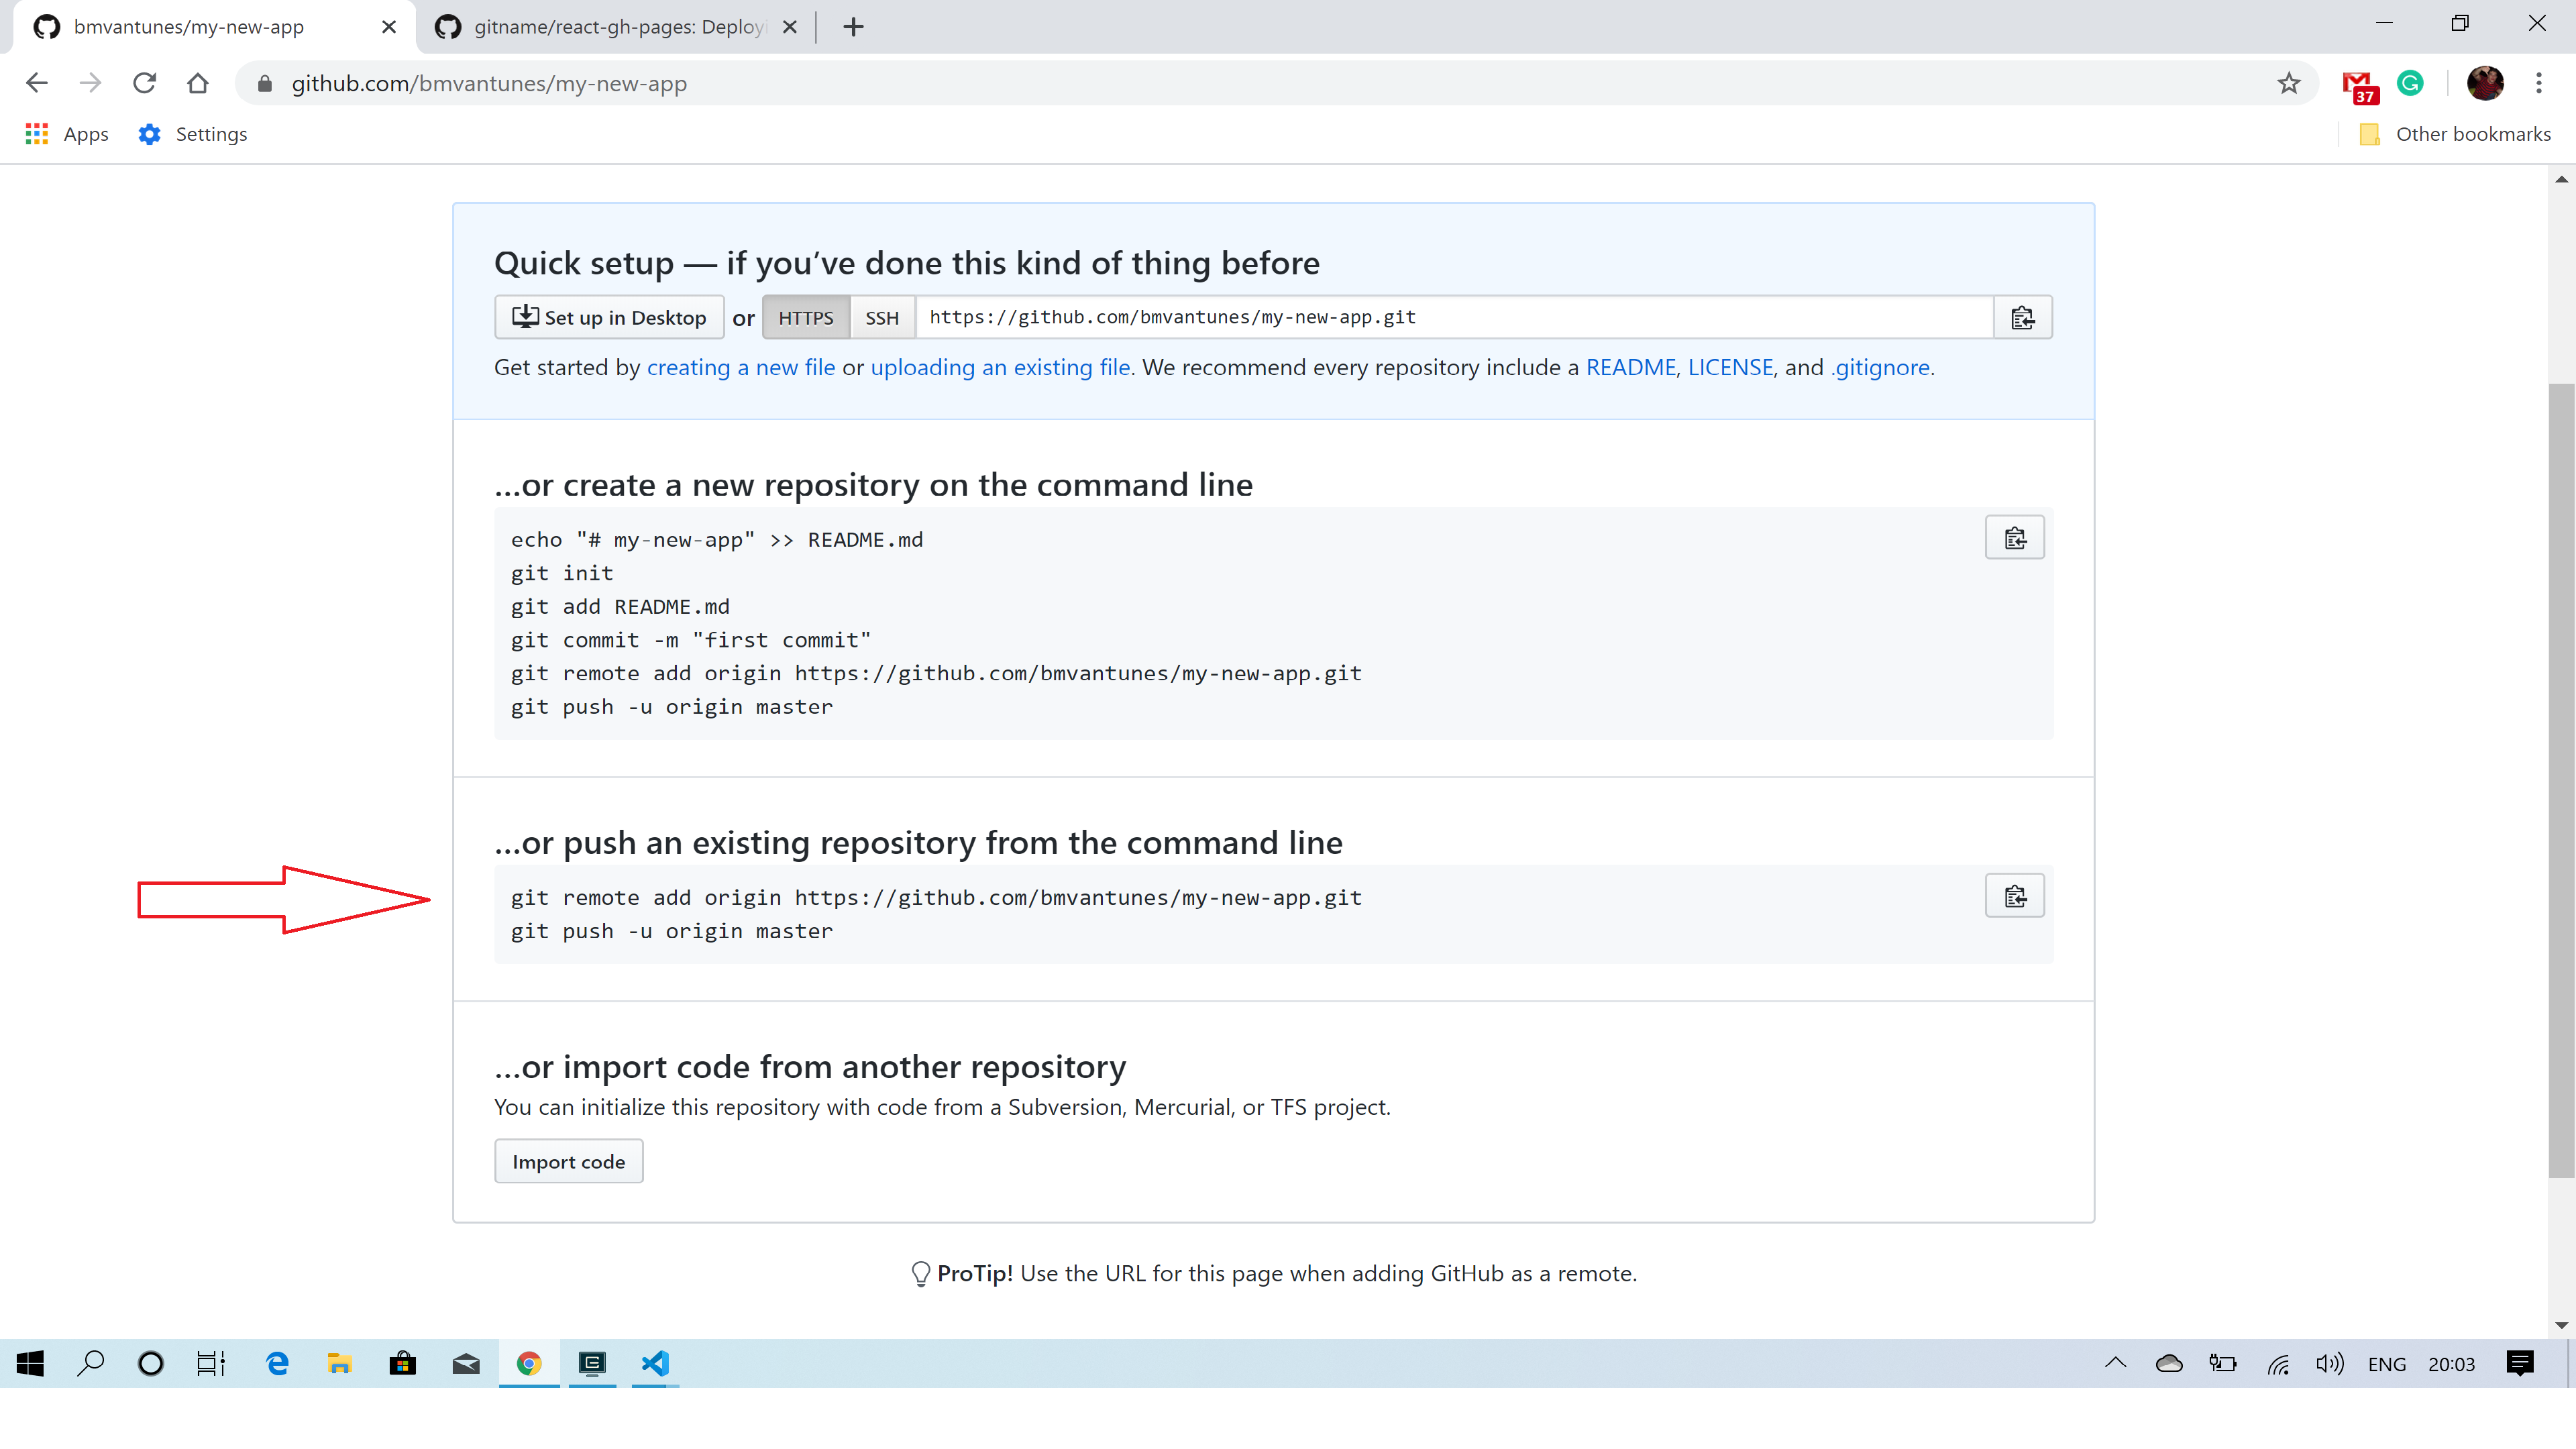 bmvantunes/my-new-app
gitname/react-gh-pages: Deployi
github.com/bmvantunes/my-new-app
37
G
Apps
Settings
Other bookmarks
Quick setup — if you’ve done this kind of thing before
Set up in Desktop or HTTPS SSH https://github.com/bmvantunes/my-new-app.git
Get started by creating a new file or uploading an existing file. We recommend every repository include a README, LICENSE, and .gitignore.
…or create a new repository on the command line
echo "# my-new-app" >> README.md
git init
git add README.md
git commit -m "first commit"
git remote add origin https://github.com/bmvantunes/my-new-app.git
git push -u origin master
…or push an existing repository from the command line
git remote add origin https://github.com/bmvantunes/my-new-app.git
git push -u origin master
…or import code from another repository
You can initialize this repository with code from a Subversion, Mercurial, or TFS project.
Import code
ProTip! Use the URL for this page when adding GitHub as a remote.
ENG 20:03